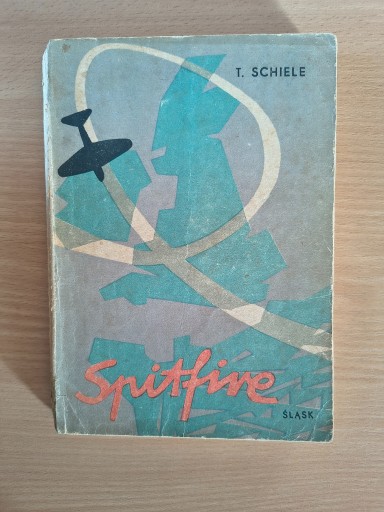 T. SCHIELE
Spitfire
ŚLĄSK